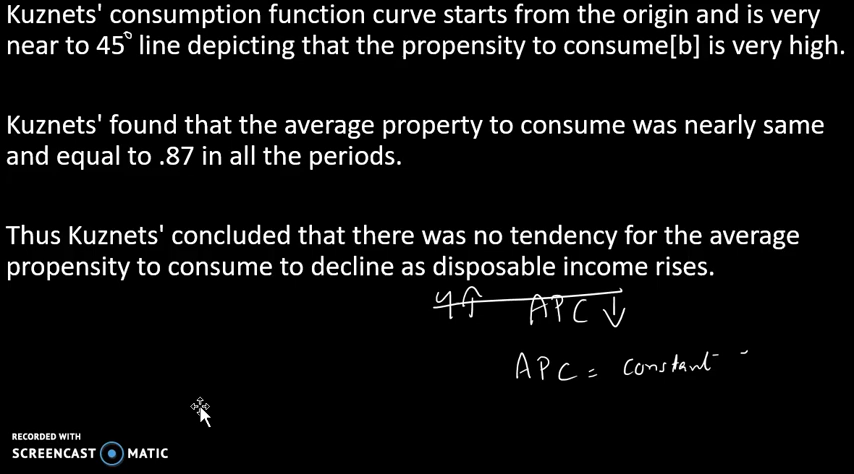 Kuznets' consumption function curve starts from the origin and is very
near to 45° line depicting that the propensity to consume[b] is very high.
Kuznets' found that the average property to consume was nearly same
and equal to .87 in all the periods.
Thus Kuznets' concluded that there was no tendency for the average
propensity to consume to decline as disposable income rises.
y↑ APC ↓
APC = constant
RECORDED WITH
SCREENCAST MATIC